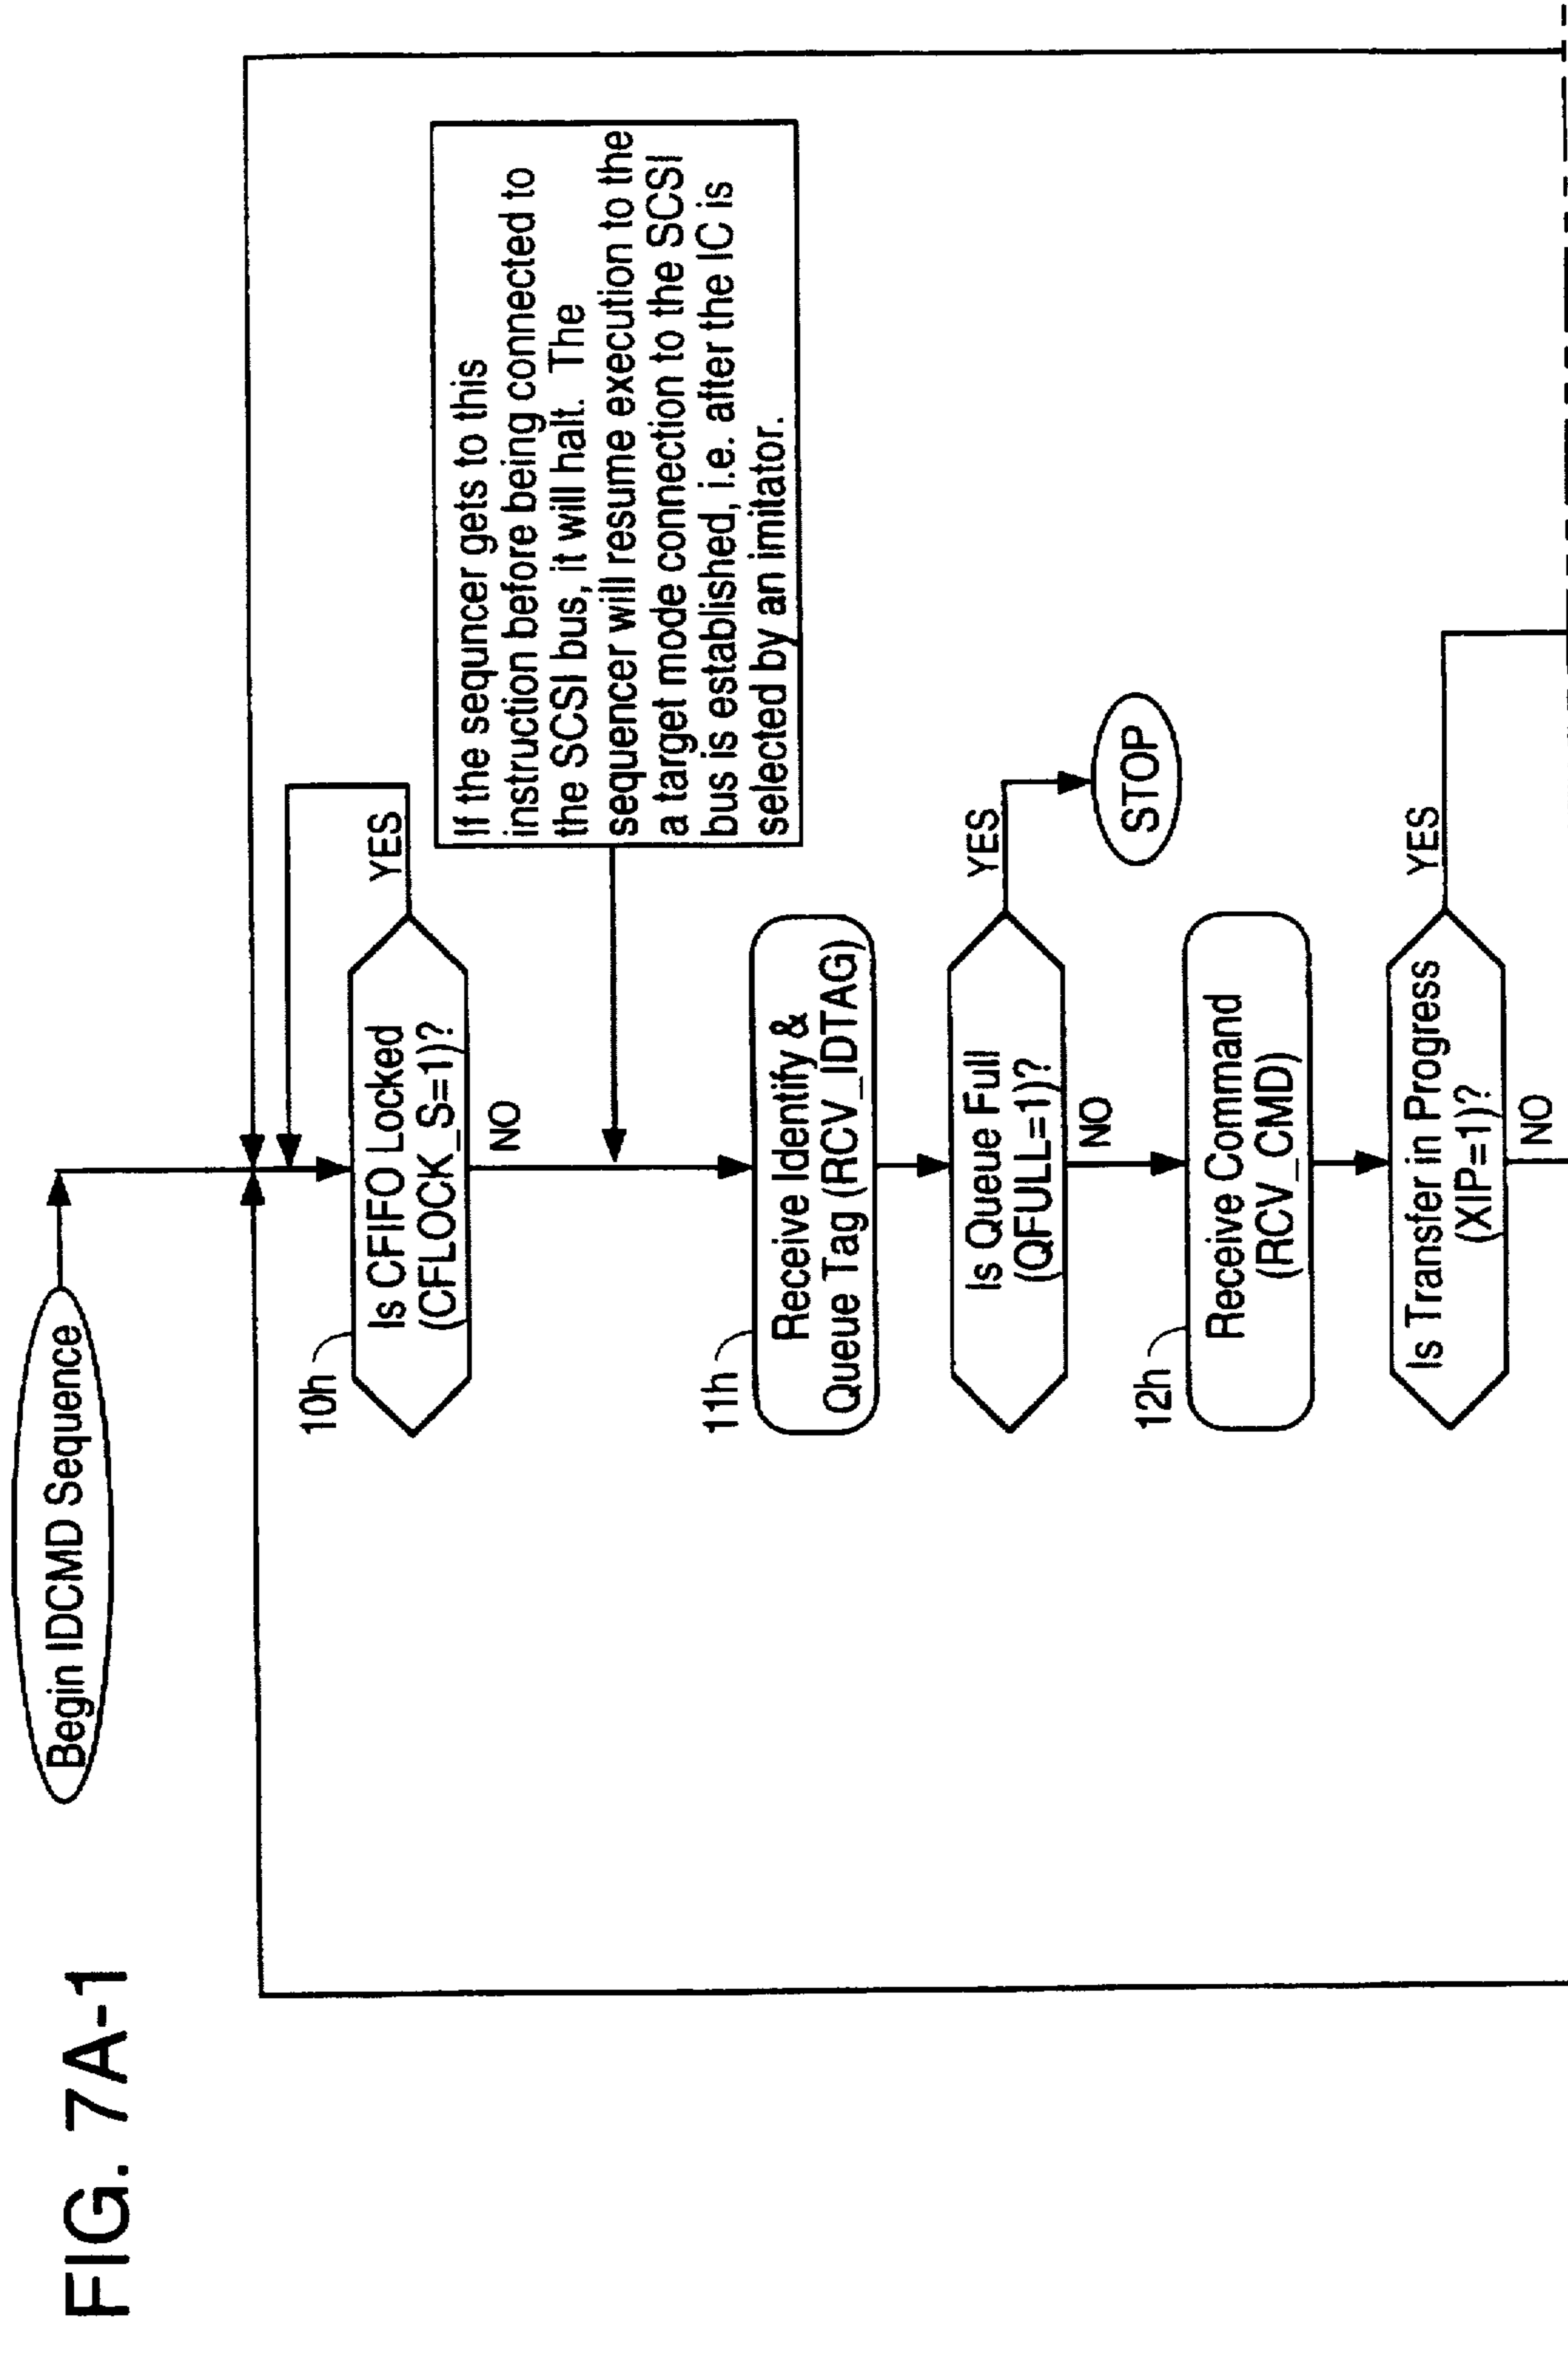 FIG. 7A-1
Begin IDCMD Sequence
10h
Is CFIFO Locked
(CFLOCK_S=1)?
YES
NO
If the sequncer gets to this
instruction before being connected to
the SCSI bus, it will halt. The
sequencer will resume execution to the
a target mode connection to the SCSI
bus is established, i.e. after the IC is
selected by an imitator.
11h
Receive Identify &
Queue Tag (RCV_IDTAG)
Is Queue Full
(QFULL=1)?
YES
STOP
NO
12h
Receive Command
(RCV_CMD)
Is Transfer in Progress
(XIP=1)?
YES
NO